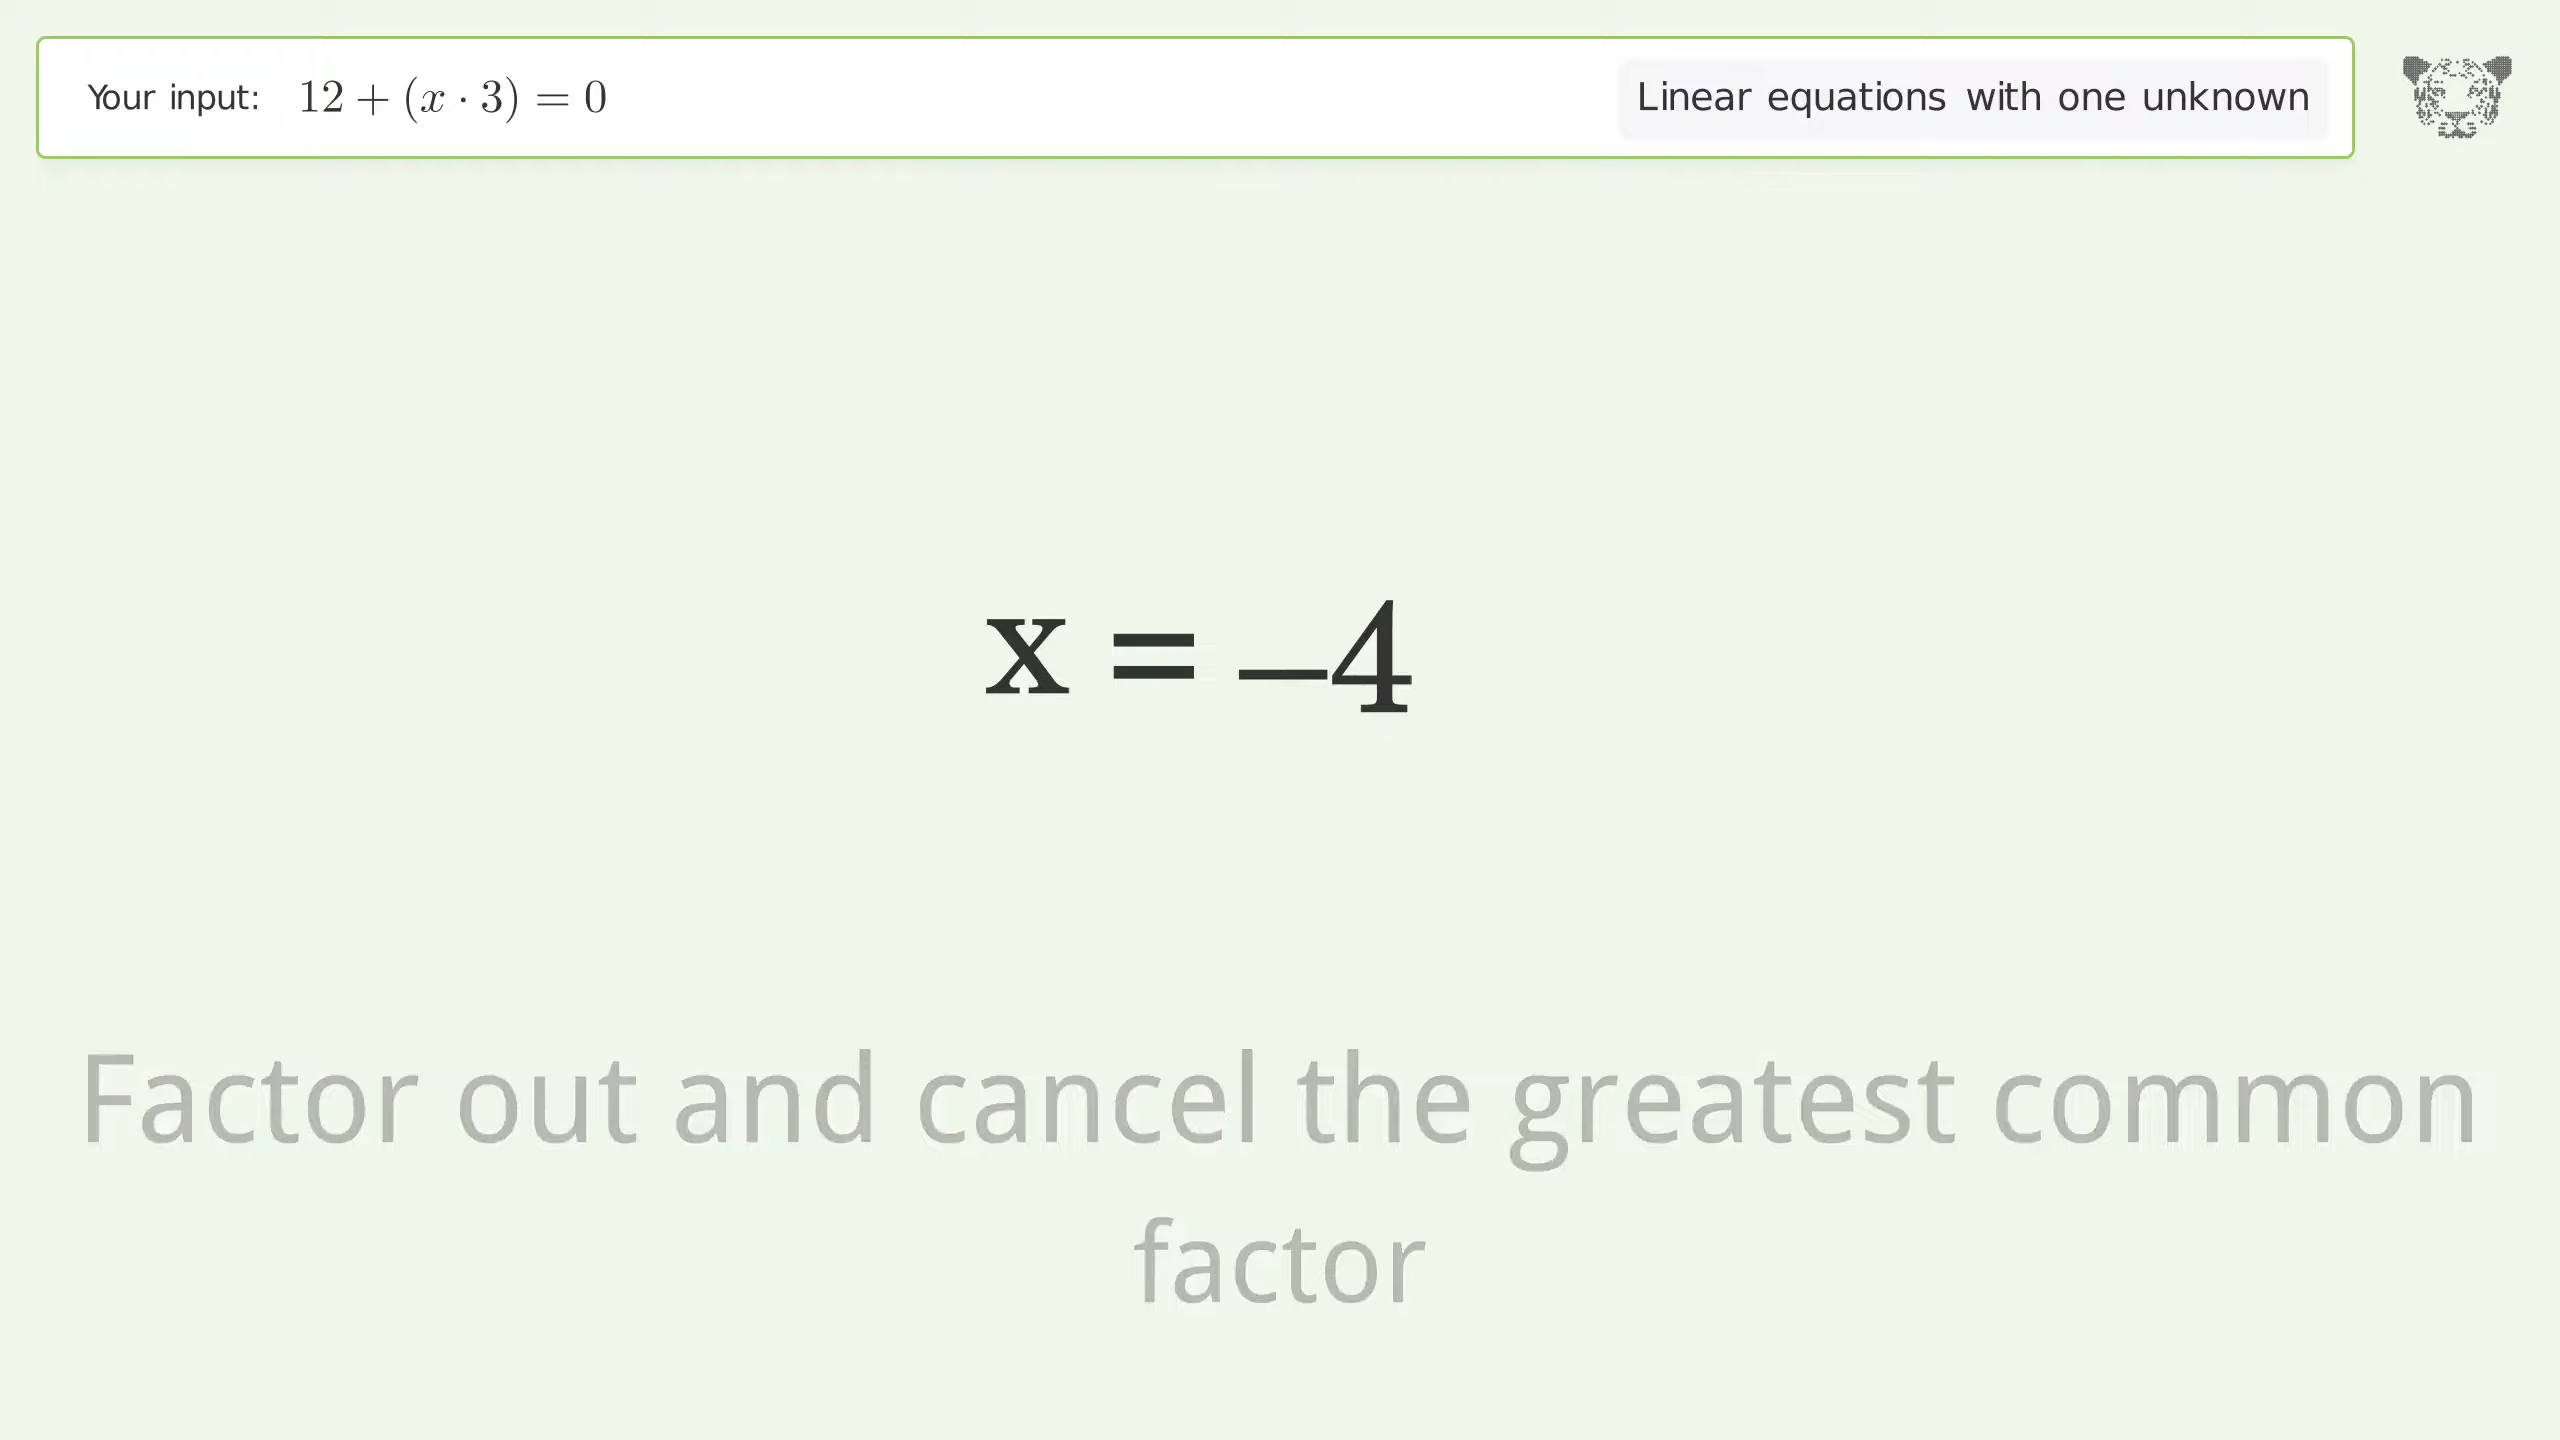 Your input: 12 + (x · 3) = 0 Linear equations with one unknown
x = –4
Factor out and cancel the greatest common
factor